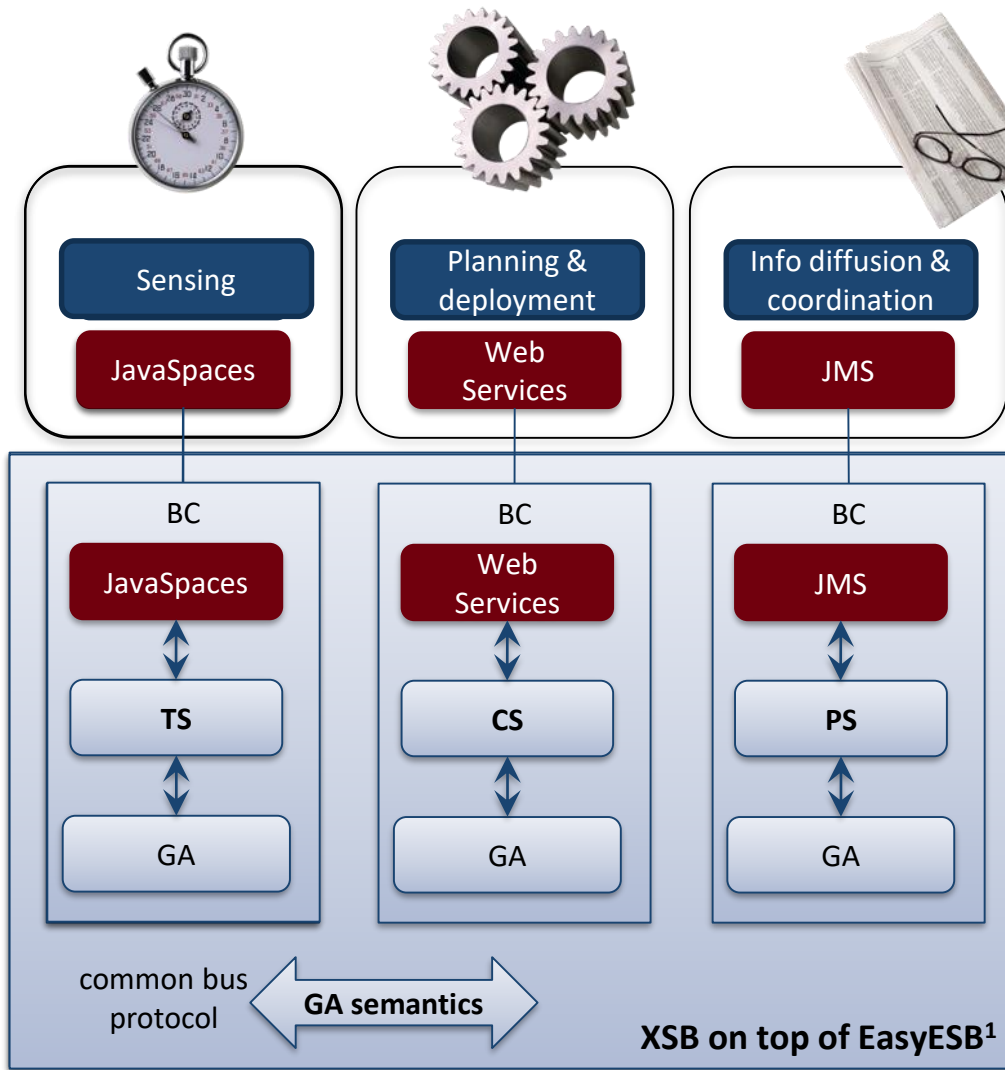 Sensing
Planning &
deployment
Info diffusion &
coordination
JavaSpaces
Web
Services
JMS
BC
BC
BC
JavaSpaces
Web
Services
JMS
TS
CS
PS
GA
GA
GA
common bus
protocol
GA semantics
XSB on top of EasyESB¹